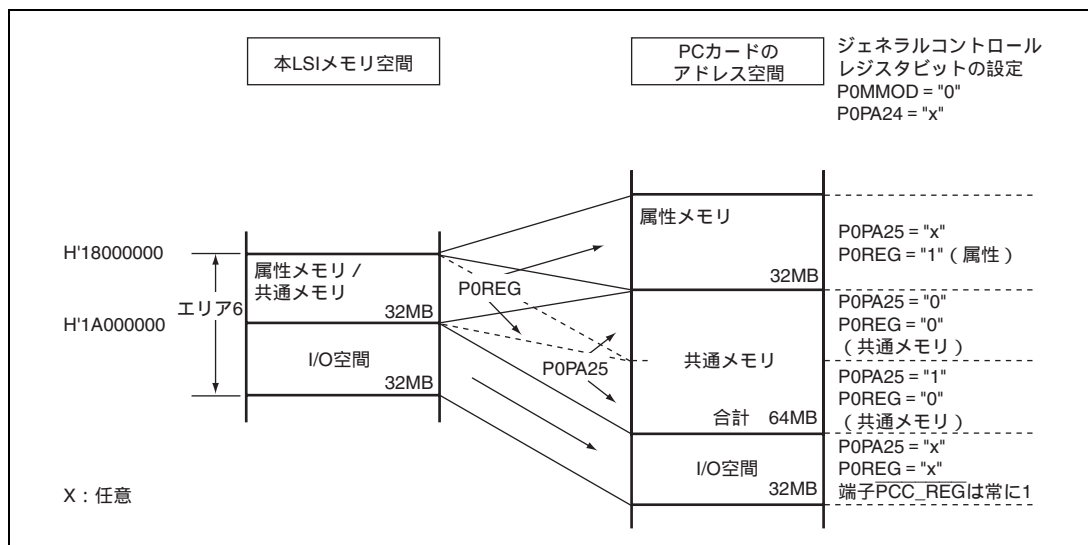 本LSIメモリ空間
PCカードの
アドレス空間
ジェネラルコントロール
レジスタビットの設定
P0MMOD = "0"
P0PA24 = "x"
H'18000000
エリア6
H'1A000000
属性メモリ /
共通メモリ
32MB
I/O空間
32MB
P0REG
P0PA25
属性メモリ
32MB
共通メモリ
合計 64MB
I/O空間
32MB
P0PA25 = "x"
P0REG = "1" ( 属性 )
P0PA25 = "0"
P0REG = "0"
( 共通メモリ )
P0PA25 = "1"
P0REG = "0"
( 共通メモリ )
P0PA25 = "x"
P0REG = "x"
端子PCC_REGは常に1
X : 任意